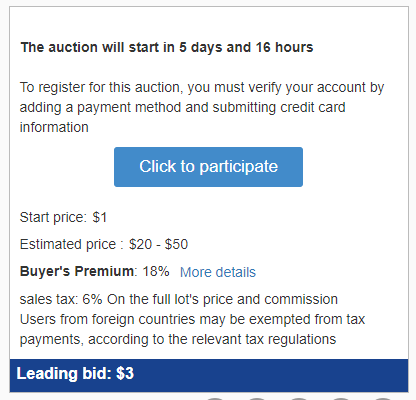 The auction will start in 5 days and 16 hours
To register for this auction, you must verify your account by
adding a payment method and submitting credit card
information
Click to participate
Start price: $1
Estimated price : $20 - $50
Buyer's Premium: 18% More details
sales tax: 6% On the full lot's price and commission
Users from foreign countries may be exempted from tax
payments, according to the relevant tax regulations
Leading bid: $3